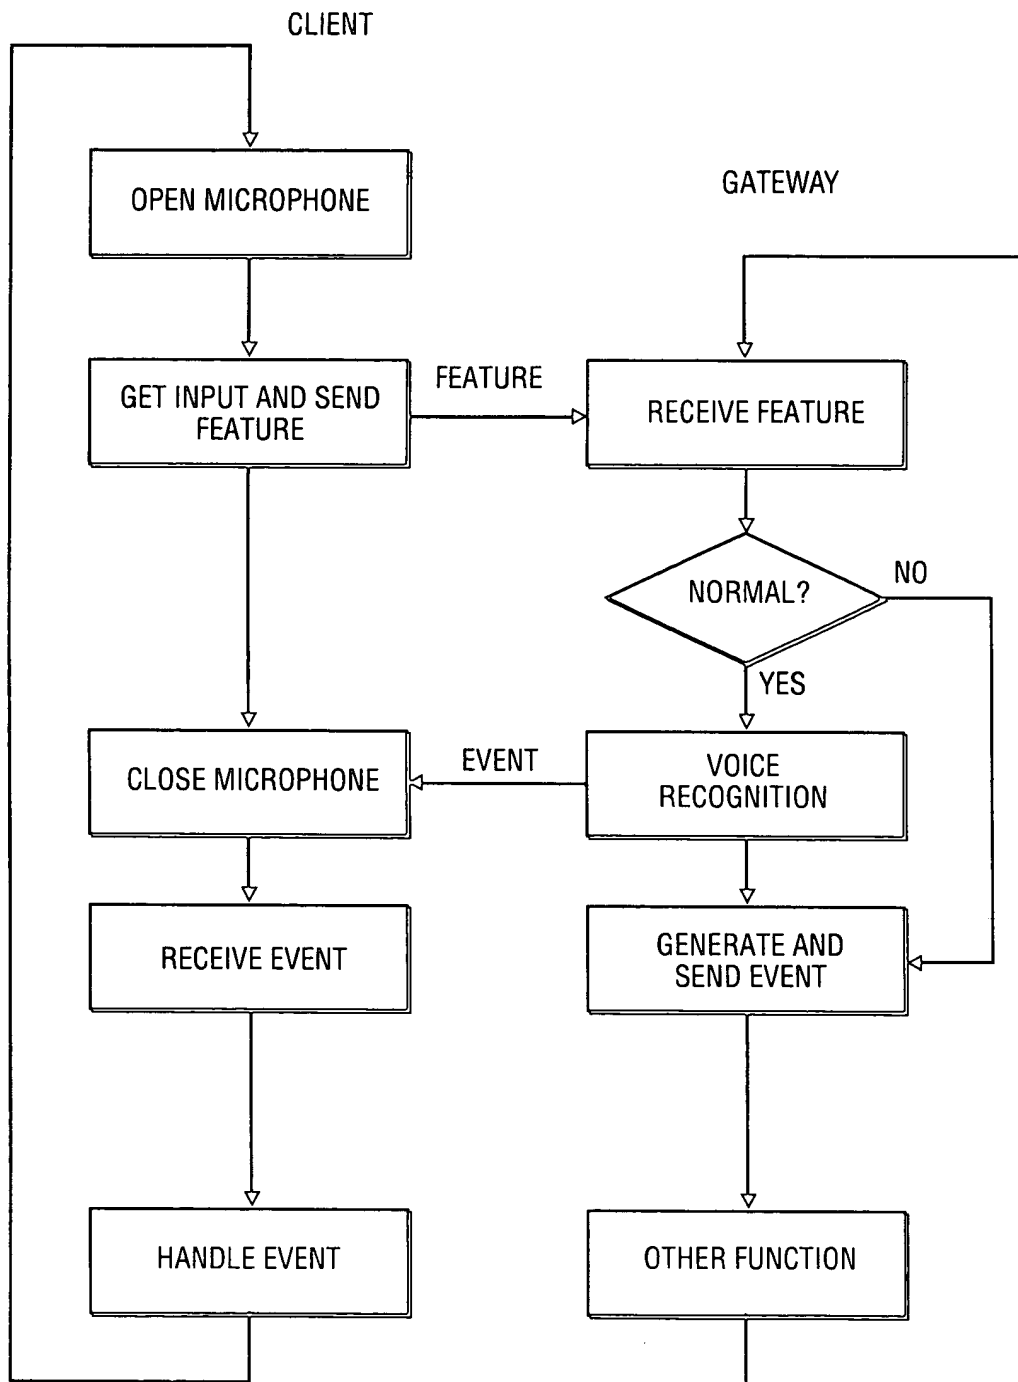 CLIENT
OPEN MICROPHONE
GATEWAY
GET INPUT AND SEND
FEATURE
FEATURE
RECEIVE FEATURE
NORMAL?
NO
YES
CLOSE MICROPHONE
EVENT
VOICE
RECOGNITION
RECEIVE EVENT
GENERATE AND
SEND EVENT
HANDLE EVENT
OTHER FUNCTION